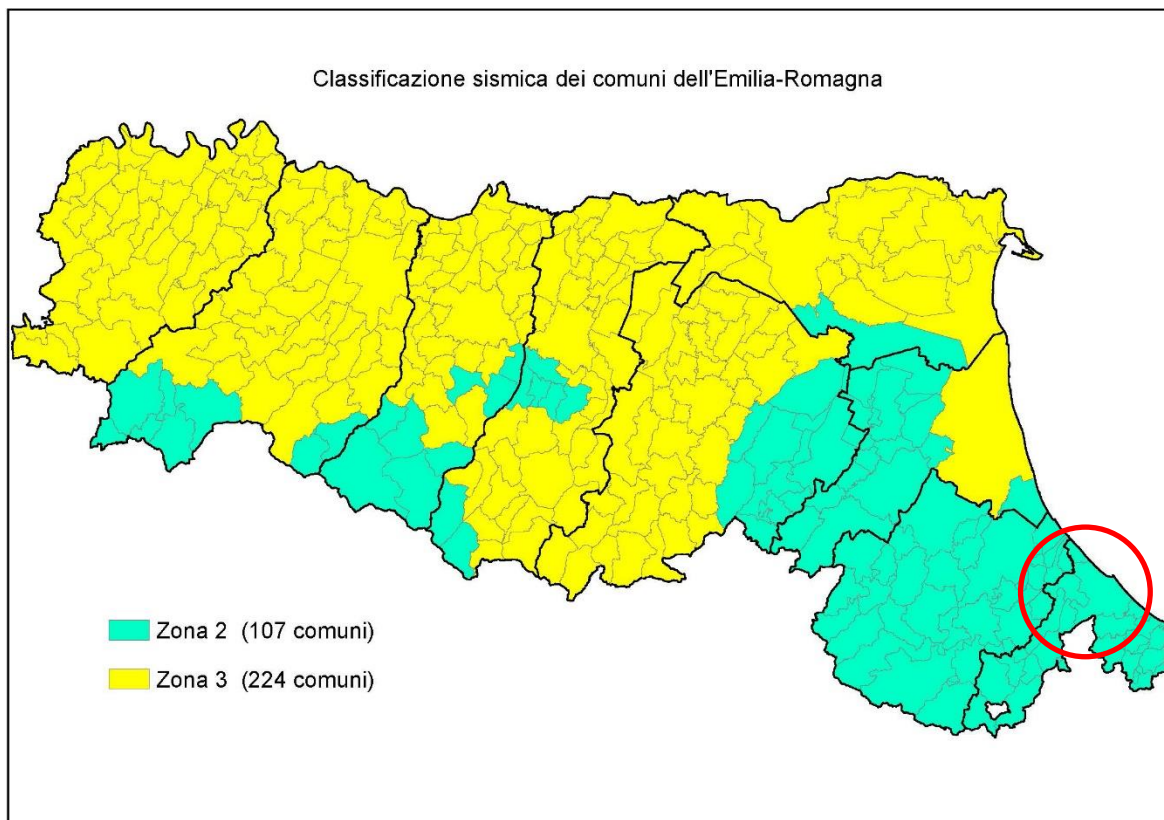 Classificazione sismica dei comuni dell'Emilia-Romagna
Zona 2 (107 comuni)
Zona 3 (224 comuni)